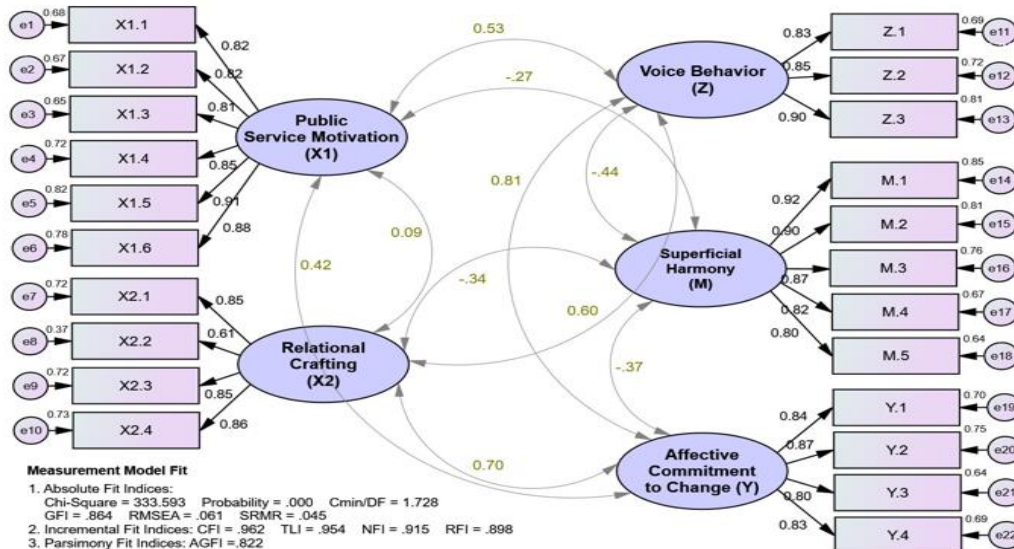 e1 0.68 X1.1 0.82
e2 0.67 X1.2 0.82
e3 0.65 X1.3 0.81
e4 0.72 X1.4 0.85
e5 0.82 X1.5 0.91
e6 0.78 X1.6 0.88
Public
Service Motivation
(X1)
e7 0.72 X2.1 0.85
e8 0.37 X2.2 0.61
e9 0.72 X2.3 0.85
e10 0.73 X2.4 0.86
Relational
Crafting
(X2)
0.53
-.27
0.81
-.44
0.09
0.42
-.34
0.60
-.37
0.70
Voice Behavior
(Z)
0.83 Z.1 0.69 e11
0.85 Z.2 0.72 e12
0.90 Z.3 0.81 e13
Superficial
Harmony
(M)
0.92 M.1 0.85 e14
0.90 M.2 0.81 e15
0.87 M.3 0.76 e16
0.82 M.4 0.67 e17
0.80 M.5 0.64 e18
Affective
Commitment
to Change (Y)
0.84 Y.1 0.70 e19
0.87 Y.2 0.75 e20
0.80 Y.3 0.64 e21
0.83 Y.4 0.69 e22
Measurement Model Fit
1. Absolute Fit Indices:
Chi-Square = 333.593 Probability = .000 Cmin/DF = 1.728
GFI = .864 RMSEA = .061 SRMR = .045
2. Incremental Fit Indices: CFI = .962 TLI = .954 NFI = .915 RFI = .898
3. Parsimony Fit Indices: AGFI =.822